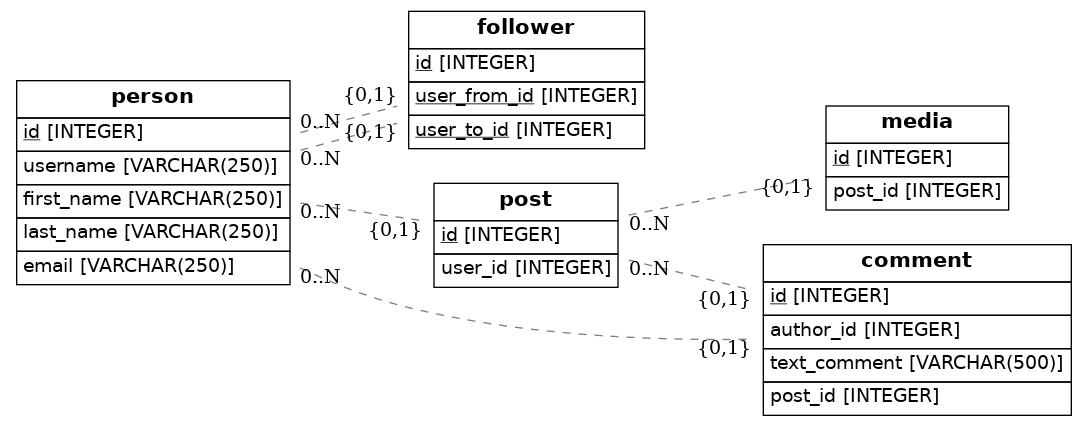 follower
id [INTEGER]
user_from_id [INTEGER]
user_to_id [INTEGER]
person
id [INTEGER]
username [VARCHAR(250)]
first_name [VARCHAR(250)]
last_name [VARCHAR(250)]
email [VARCHAR(250)]
{0,1}
0..N
{0,1}
0..N
0..N
{0,1}
0..N
{0,1}
post
id [INTEGER]
user_id [INTEGER]
0..N
{0,1}
0..N
{0,1}
media
id [INTEGER]
post_id [INTEGER]
comment
id [INTEGER]
author_id [INTEGER]
text_comment [VARCHAR(500)]
post_id [INTEGER]